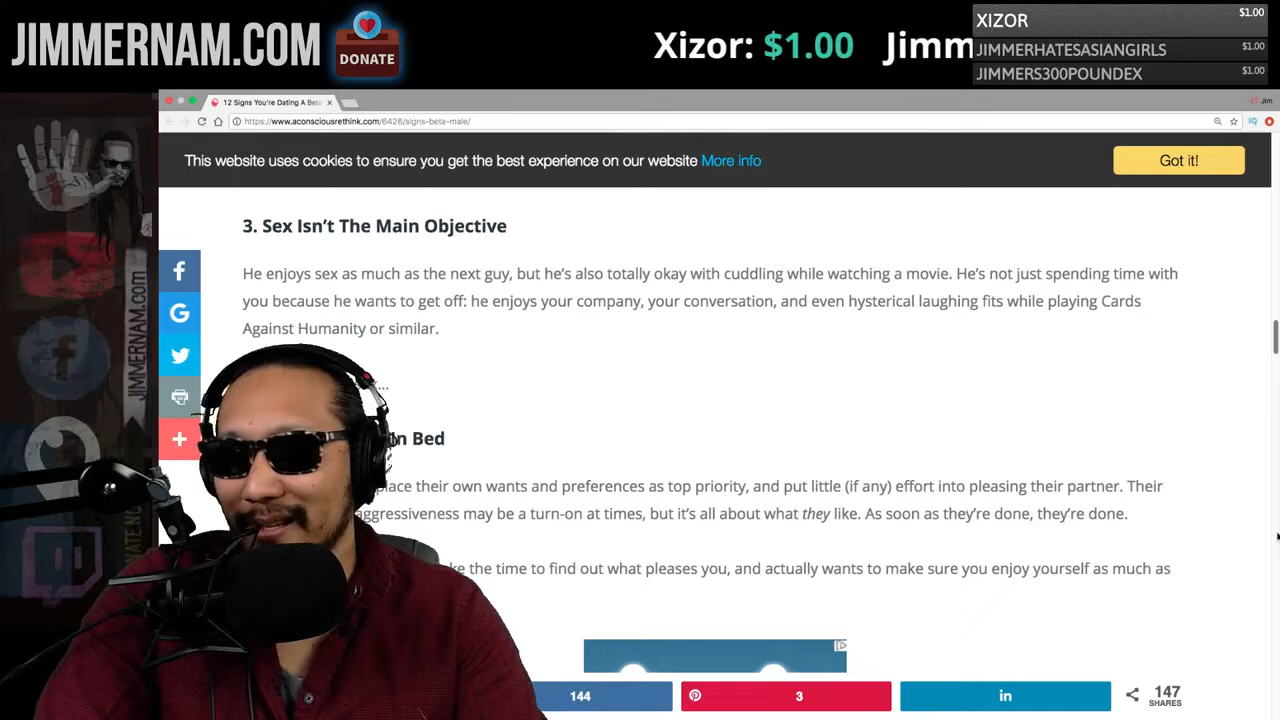 JIMMERNAM.COM
DONATE
Xizor: $1.00 Jimm
XIZOR $1.00
JIMMERHATESASIANGIRLS $1.00
JIMMERS300POUNDEX $1.00
12 Signs You're Dating A Beta
Jim
https://www.aconsciousrethink.com/6426/signs-beta-male/
This website uses cookies to ensure you get the best experience on our website More info
Got it!
3. Sex Isn't The Main Objective
He enjoys sex as much as the next guy, but he's also totally okay with cuddling while watching a movie. He's not just spending time with
you because he wants to get off: he enjoys your company, your conversation, and even hysterical laughing fits while playing Cards
Against Humanity or similar.
In Bed
place their own wants and preferences as top priority, and put little (if any) effort into pleasing their partner. Their
aggressiveness may be a turn-on at times, but it's all about what they like. As soon as they're done, they're done.
the time to find out what pleases you, and actually wants to make sure you enjoy yourself as much as
144
3
147
SHARES
JIMMERNAM.COM